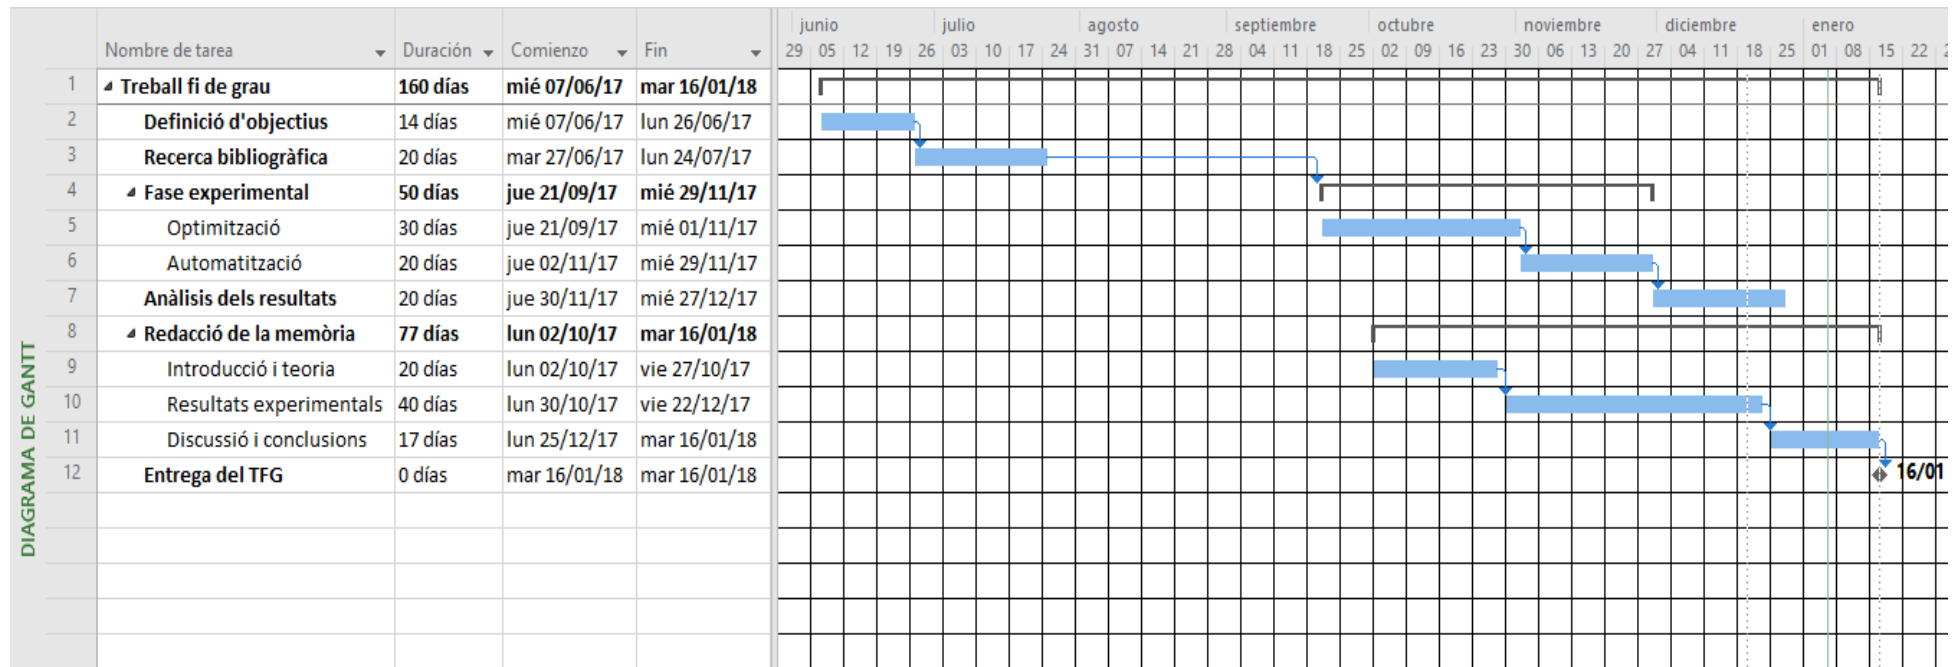 junio julio agosto septiembre octubre noviembre diciembre enero
Nombre de tarea Duración Comienzo Fin 29 05 12 19 26 03 10 17 24 31 07 14 21 28 04 11 18 25 02 09 16 23 30 06 13 20 27 04 11 18 25 01 08 15 22
1 Treball fi de grau 160 días mié 07/06/17 mar 16/01/18
2 Definició d'objectius 14 días mié 07/06/17 lun 26/06/17
3 Recerca bibliogràfica 20 días mar 27/06/17 lun 24/07/17
4 Fase experimental 50 días jue 21/09/17 mié 29/11/17
5 Optimització 30 días jue 21/09/17 mié 01/11/17
6 Automatització 20 días jue 02/11/17 mié 29/11/17
7 Anàlisis dels resultats 20 días jue 30/11/17 mié 27/12/17
8 Redacció de la memòria 77 días lun 02/10/17 mar 16/01/18
9 Introducció i teoria 20 días lun 02/10/17 vie 27/10/17
10 Resultats experimentals 40 días lun 30/10/17 vie 22/12/17
11 Discussió i conclusions 17 días lun 25/12/17 mar 16/01/18
12 Entrega del TFG 0 días mar 16/01/18 mar 16/01/18 16/01
DIAGRAMA DE GANTT